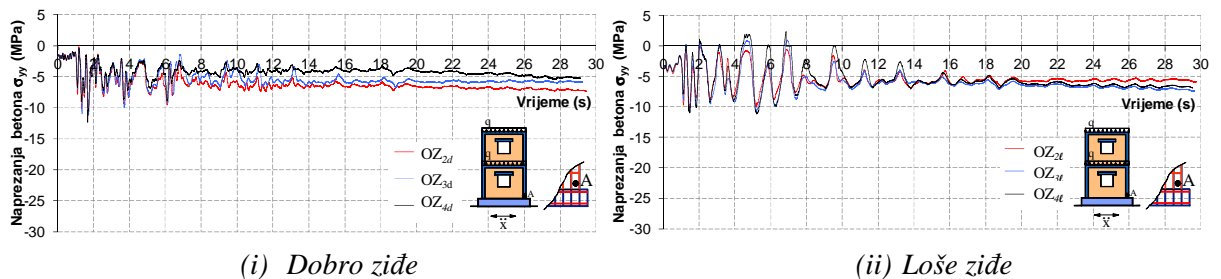 Naprezanja betona σyy (MPa)
5
0
-5
-10
-15
-20
-25
-30
0 2 4 6 8 10 12 14 16 18 20 22 24 26 28 30
Vrijeme (s)
OZ2d
OZ3d
OZ4d
q
q
A
ẍ
A
(i) Dobro ziđe
Naprezanja betona σyy (MPa)
5
0
-5
-10
-15
-20
-25
-30
0 2 4 6 8 10 12 14 16 18 20 22 24 26 28 30
Vrijeme (s)
OZ2ℓ
OZ3ℓ
OZ4ℓ
q
q
A
ẍ
A
(ii) Loše ziđe